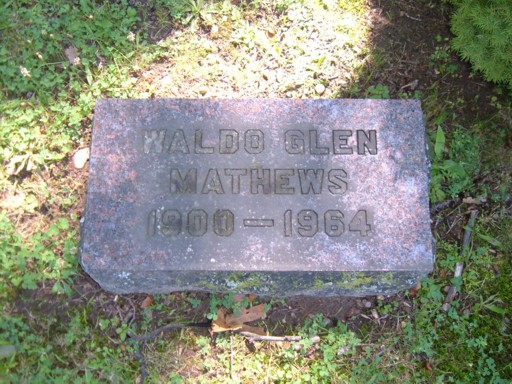 WALDO GLEN
MATHEWS
1900 — 1964